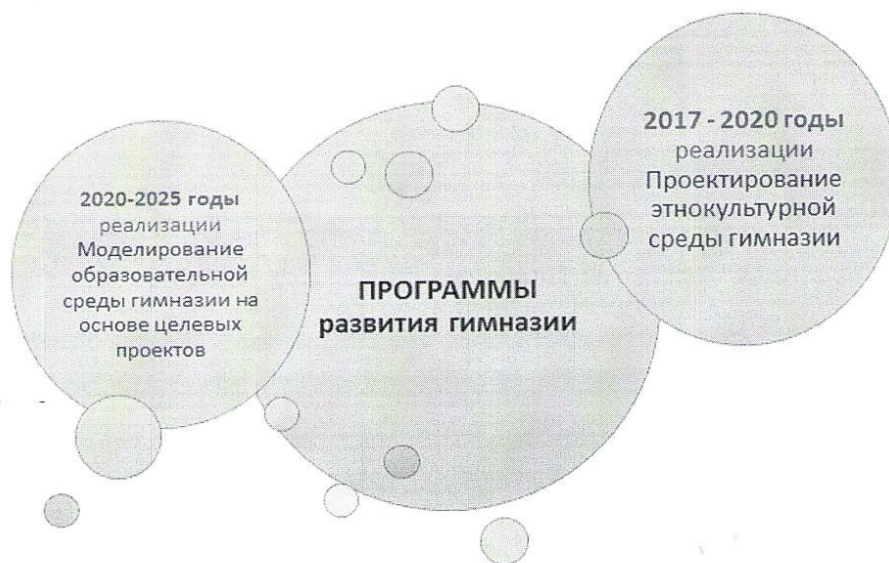 2020-2025 годы
реализации
Моделирование
образовательной
среды гимназии на
основе целевых
проектов
ПРОГРАММЫ
развития гимназии
2017 - 2020 годы
реализации
Проектирование
этнокультурной
среды гимназии